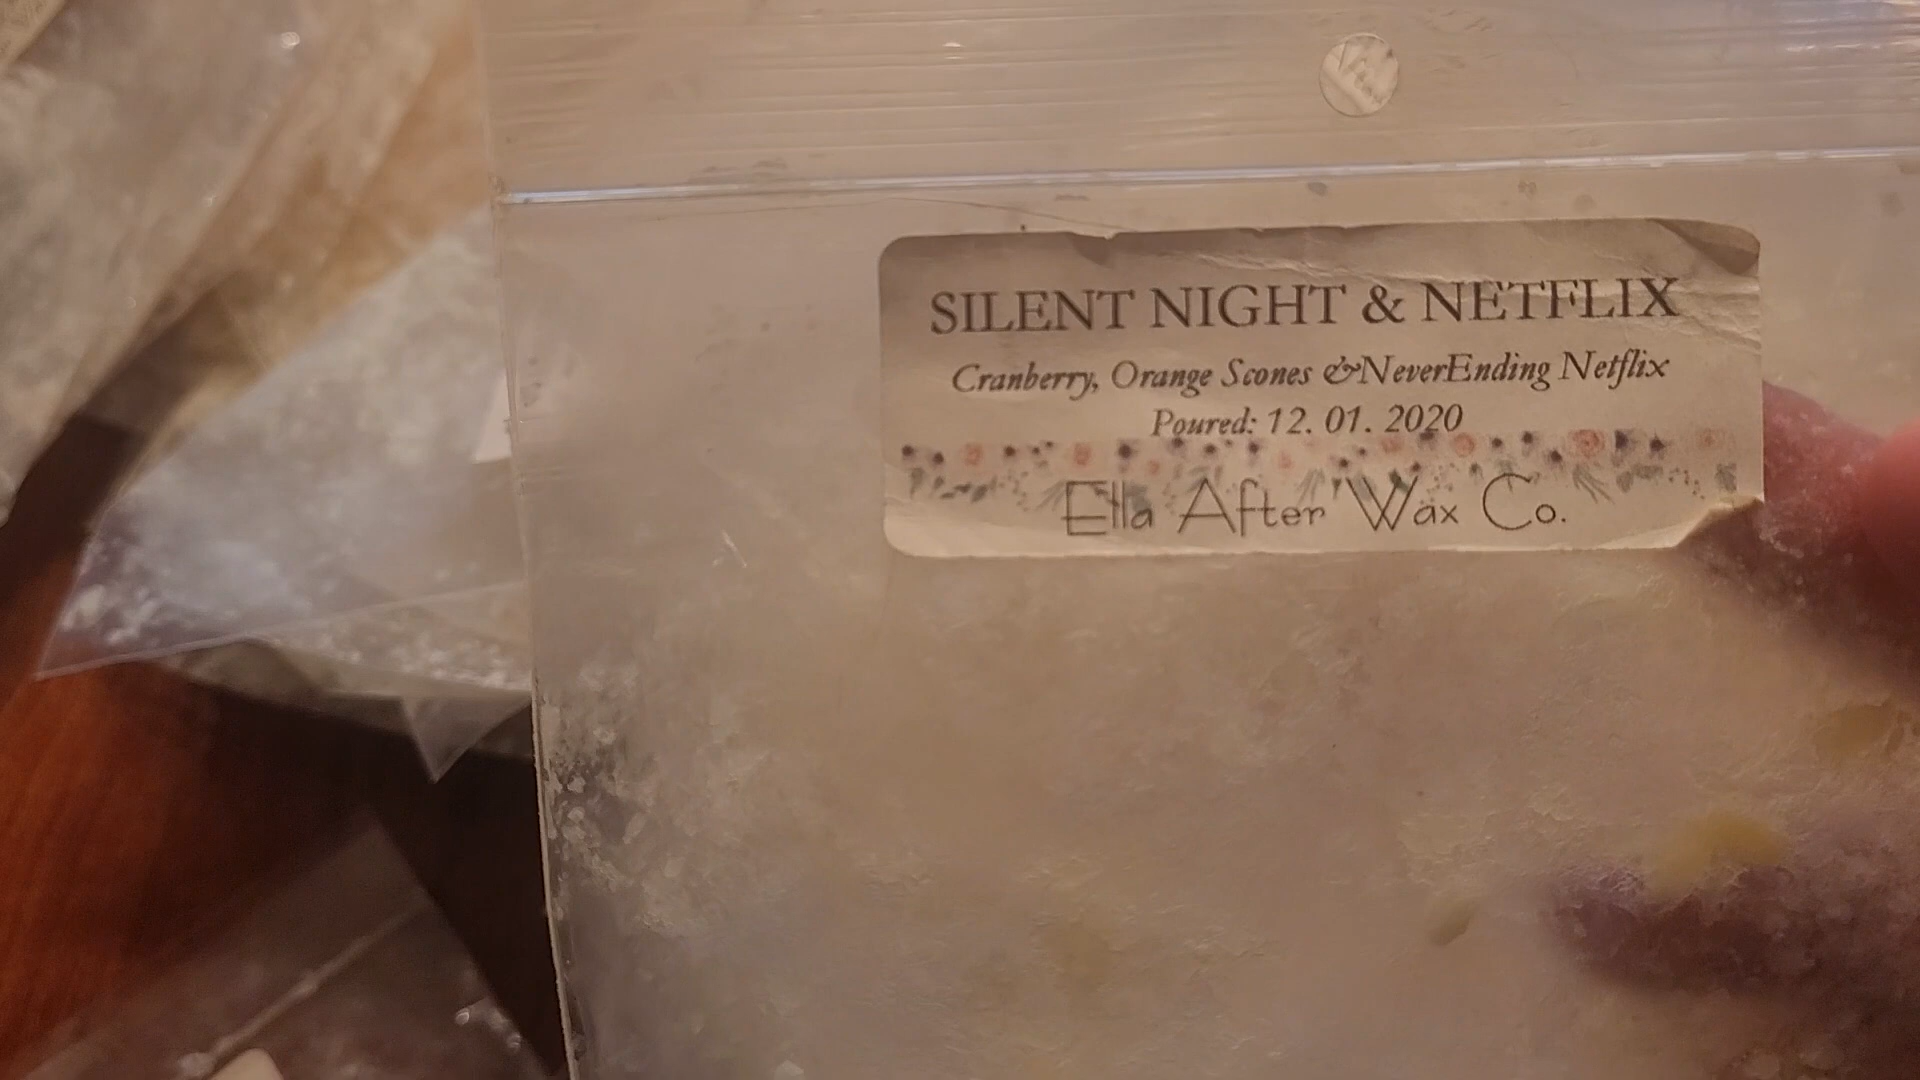 SILENT NIGHT & NETFLIX
Cranberry, Orange Scones &NeverEnding Netflix
Poured: 12. 01. 2020
Ella After Wax Co.